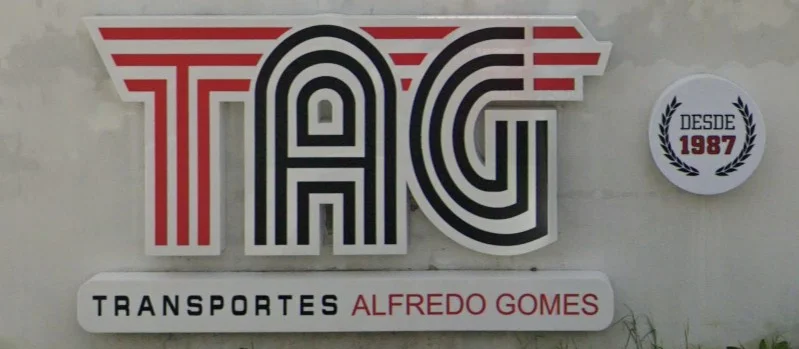 TAG
DESDE
1987
TRANSPORTES ALFREDO GOMES